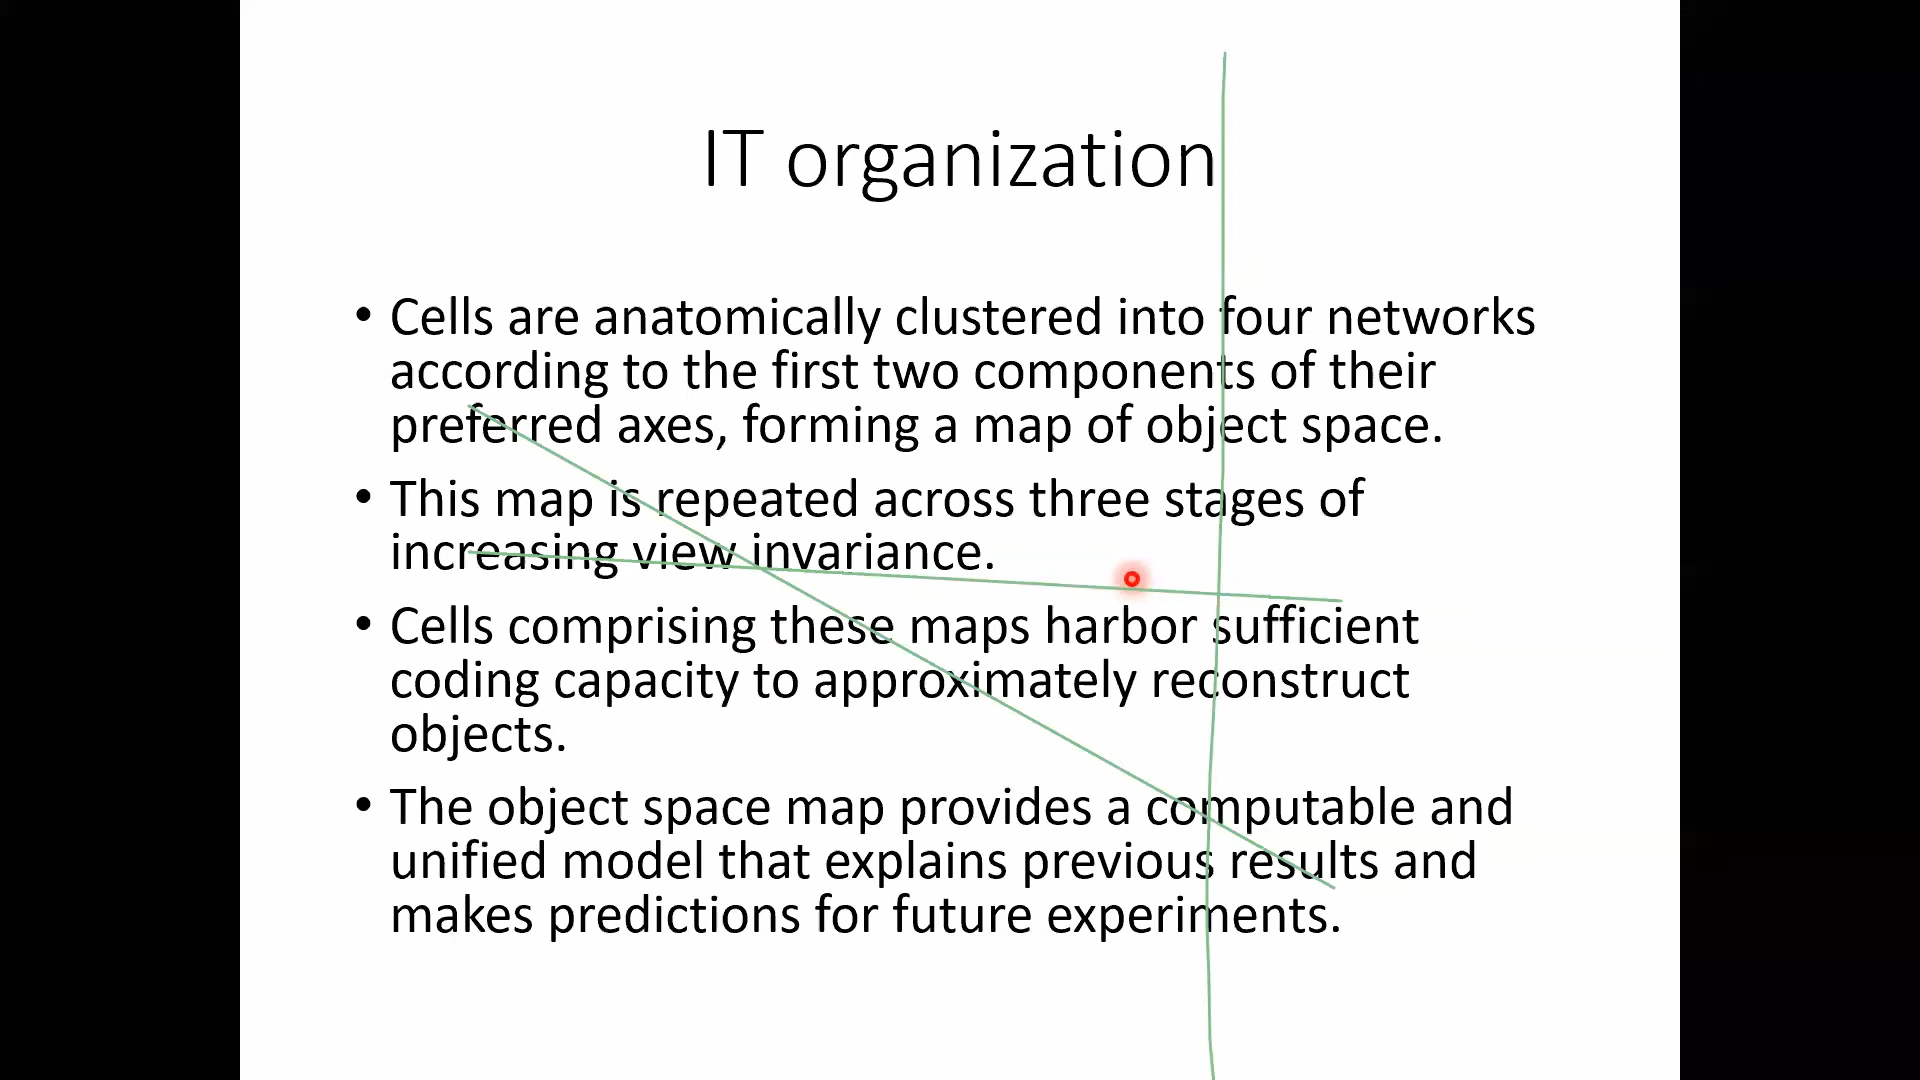 IT organization
• Cells are anatomically clustered into four networks
according to the first two components of their
preferred axes, forming a map of object space.
• This map is repeated across three stages of
increasing view invariance.
• Cells comprising these maps harbor sufficient
coding capacity to approximately reconstruct
objects.
• The object space map provides a computable and
unified model that explains previous results and
makes predictions for future experiments.